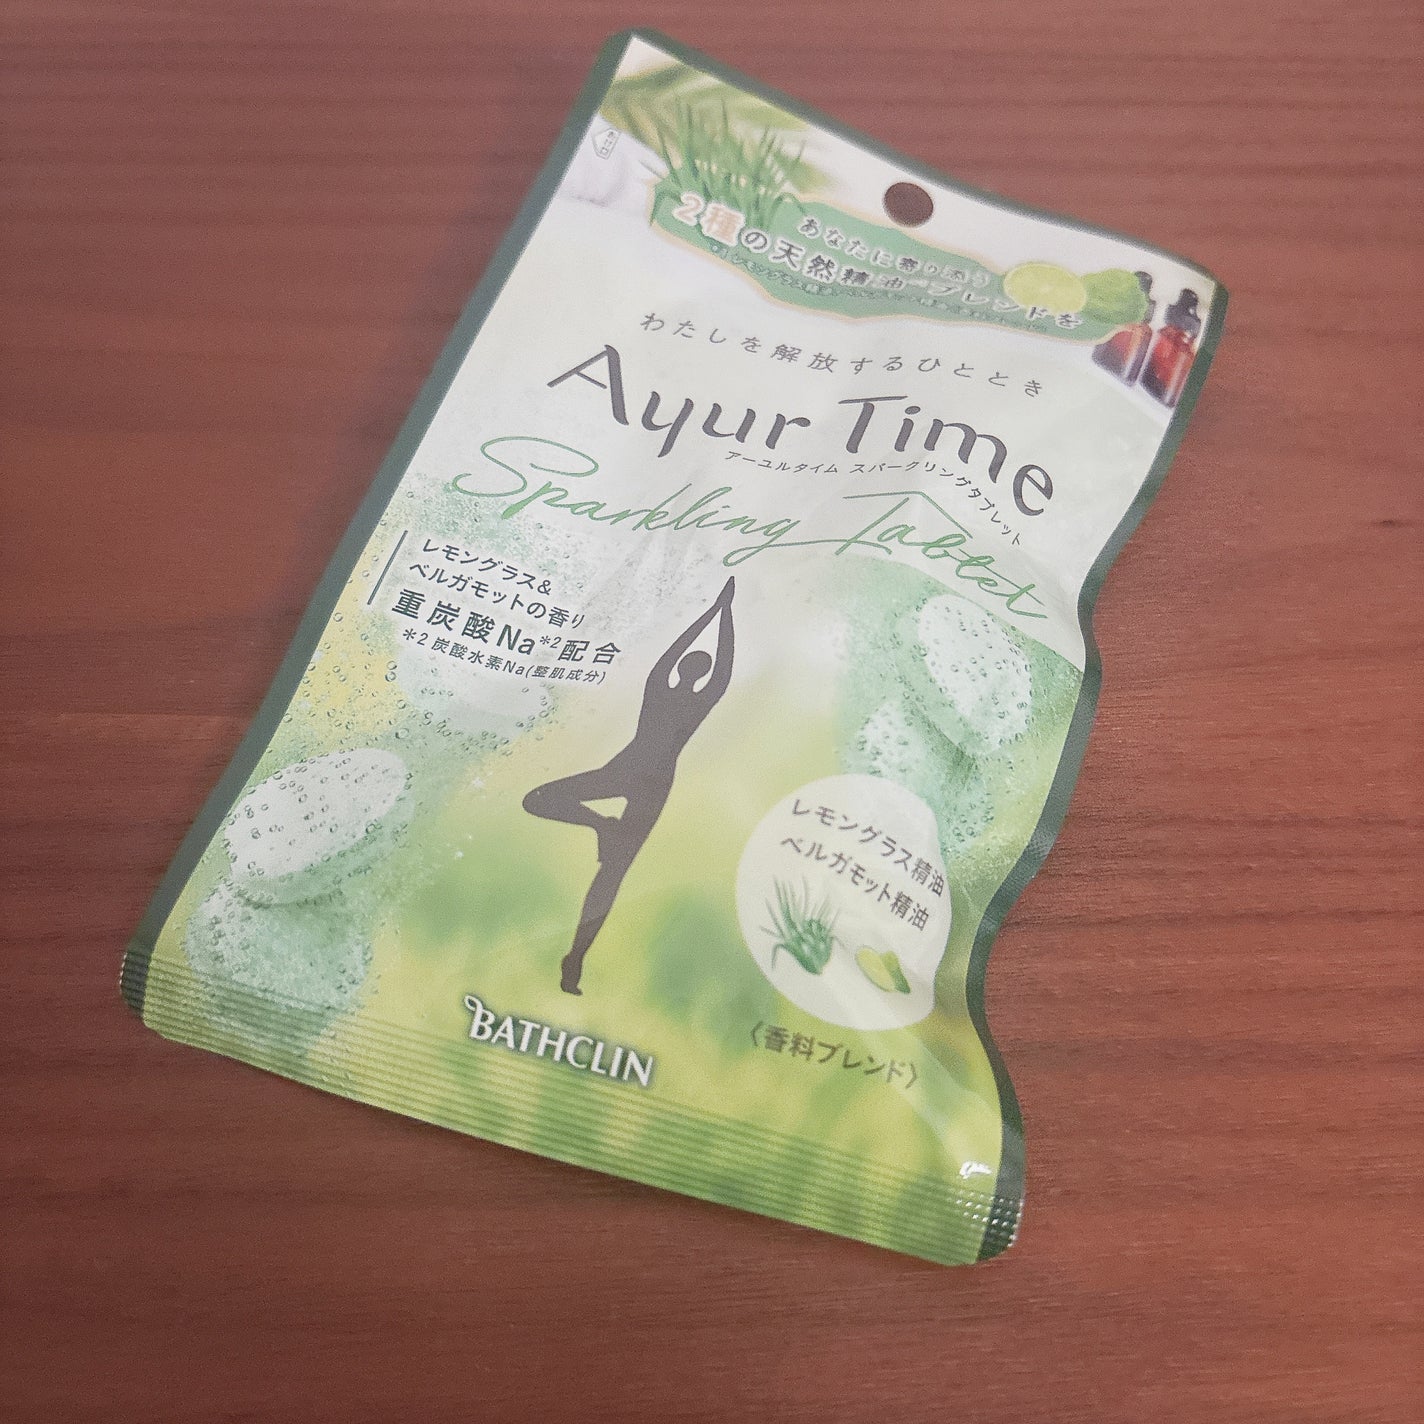 あけ口
あなたに寄り添う
2種の天然精油*1ブレンドを
わたしを解放するひととき
Ayur Time
アーユルタイム スパークリングタブレット
Sparkling Tablet
レモングラス&
ベルガモットの香り
重炭酸Na*2配合
*2 炭酸水素Na(整肌成分)
レモングラス精油
ベルガモット精油
〈香料ブレンド〉
BATHCLIN